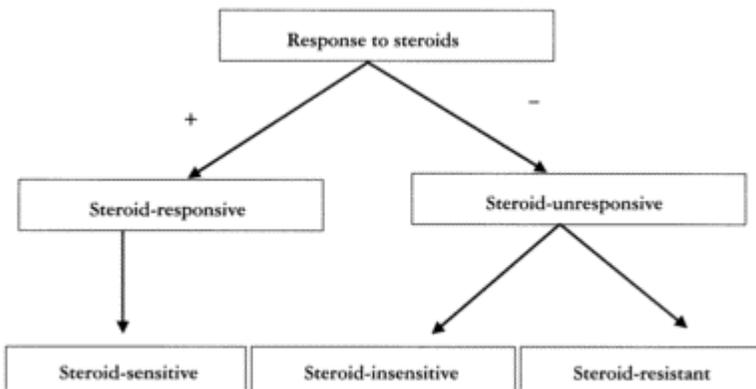 Response to steroids
+
–
Steroid-responsive
Steroid-unresponsive
Steroid-sensitive
Steroid-insensitive
Steroid-resistant